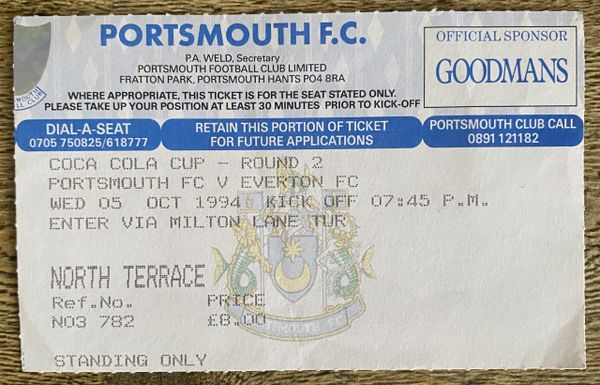 PORTSMOUTH F.C.
P.A. WELD, Secretary
PORTSMOUTH FOOTBALL CLUB LIMITED
FRATTON PARK, PORTSMOUTH HANTS PO4 8RA
WHERE APPROPRIATE, THIS TICKET IS FOR THE SEAT STATED ONLY.
PLEASE TAKE UP YOUR POSITION AT LEAST 30 MINUTES PRIOR TO KICK-OFF
OFFICIAL SPONSOR
GOODMANS
DIAL-A-SEAT
0705 750825/618777
RETAIN THIS PORTION OF TICKET
FOR FUTURE APPLICATIONS
PORTSMOUTH CLUB CALL
0891 121182
COCA COLA CUP - ROUND 2
PORTSMOUTH FC V EVERTON FC
WED 05 OCT 1994 KICK OFF 07:45 P.M.
ENTER VIA MILTON LANE TUR
NORTH TERRACE
Ref.No. PRICE
NO3 782 £8.00
STANDING ONLY